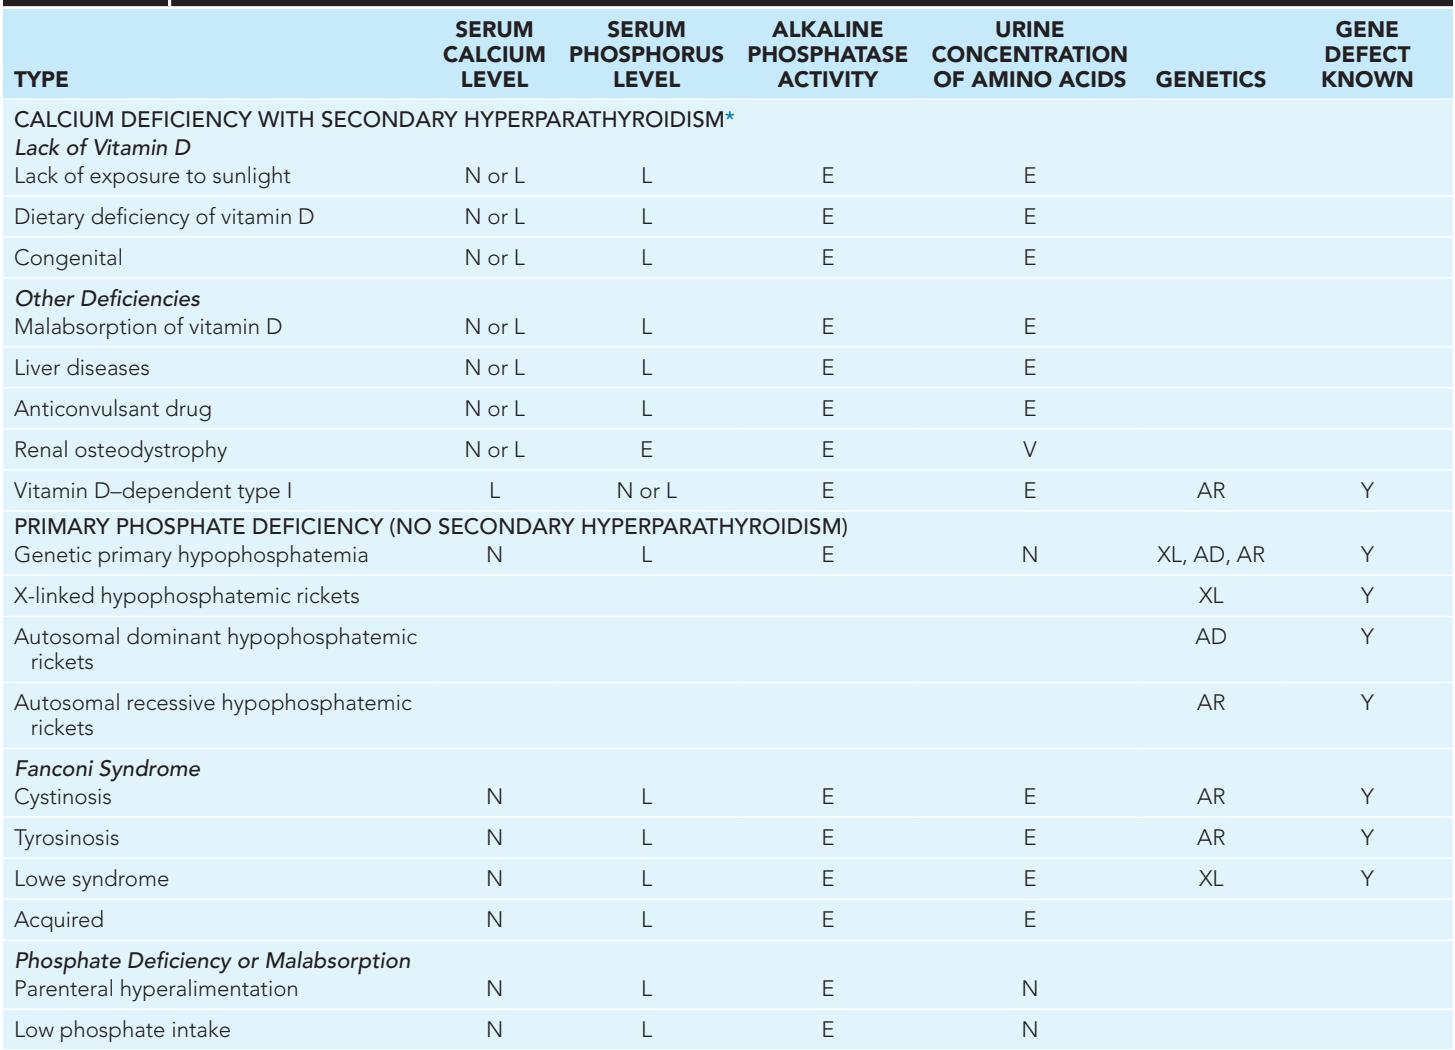 TYPE SERUM CALCIUM LEVEL SERUM PHOSPHORUS LEVEL ALKALINE PHOSPHATASE ACTIVITY URINE CONCENTRATION OF AMINO ACIDS GENETICS GENE DEFECT KNOWN
CALCIUM DEFICIENCY WITH SECONDARY HYPERPARATHYROIDISM*
Lack of Vitamin D
Lack of exposure to sunlight N or L L E E
Dietary deficiency of vitamin D N or L L E E
Congenital N or L L E E
Other Deficiencies
Malabsorption of vitamin D N or L L E E
Liver diseases N or L L E E
Anticonvulsant drug N or L L E E
Renal osteodystrophy N or L E E V
Vitamin D–dependent type I L N or L E E AR Y
PRIMARY PHOSPHATE DEFICIENCY (NO SECONDARY HYPERPARATHYROIDISM)
Genetic primary hypophosphatemia N L E N XL, AD, AR Y
X-linked hypophosphatemic rickets XL Y
Autosomal dominant hypophosphatemic AD Y
rickets
Autosomal recessive hypophosphatemic AR Y
rickets
Fanconi Syndrome
Cystinosis N L E E AR Y
Tyrosinosis N L E E AR Y
Lowe syndrome N L E E XL Y
Acquired N L E E
Phosphate Deficiency or Malabsorption
Parenteral hyperalimentation N L E N
Low phosphate intake N L E N